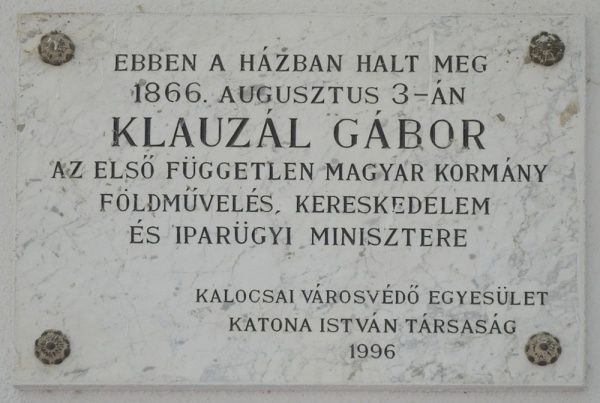 EBBEN A HÁZBAN HALT MEG
1866. AUGUSZTUS 3-ÁN
KLAUZÁL GÁBOR
AZ ELSŐ FÜGGETLEN MAGYAR KORMÁNY
FÖLDMŰVELÉS, KERESKEDELEM
ÉS IPARÜGYI MINISZTERE
KALOCSAI VÁROSVÉDŐ EGYESÜLET
KATONA ISTVÁN TÁRSASÁG
1996